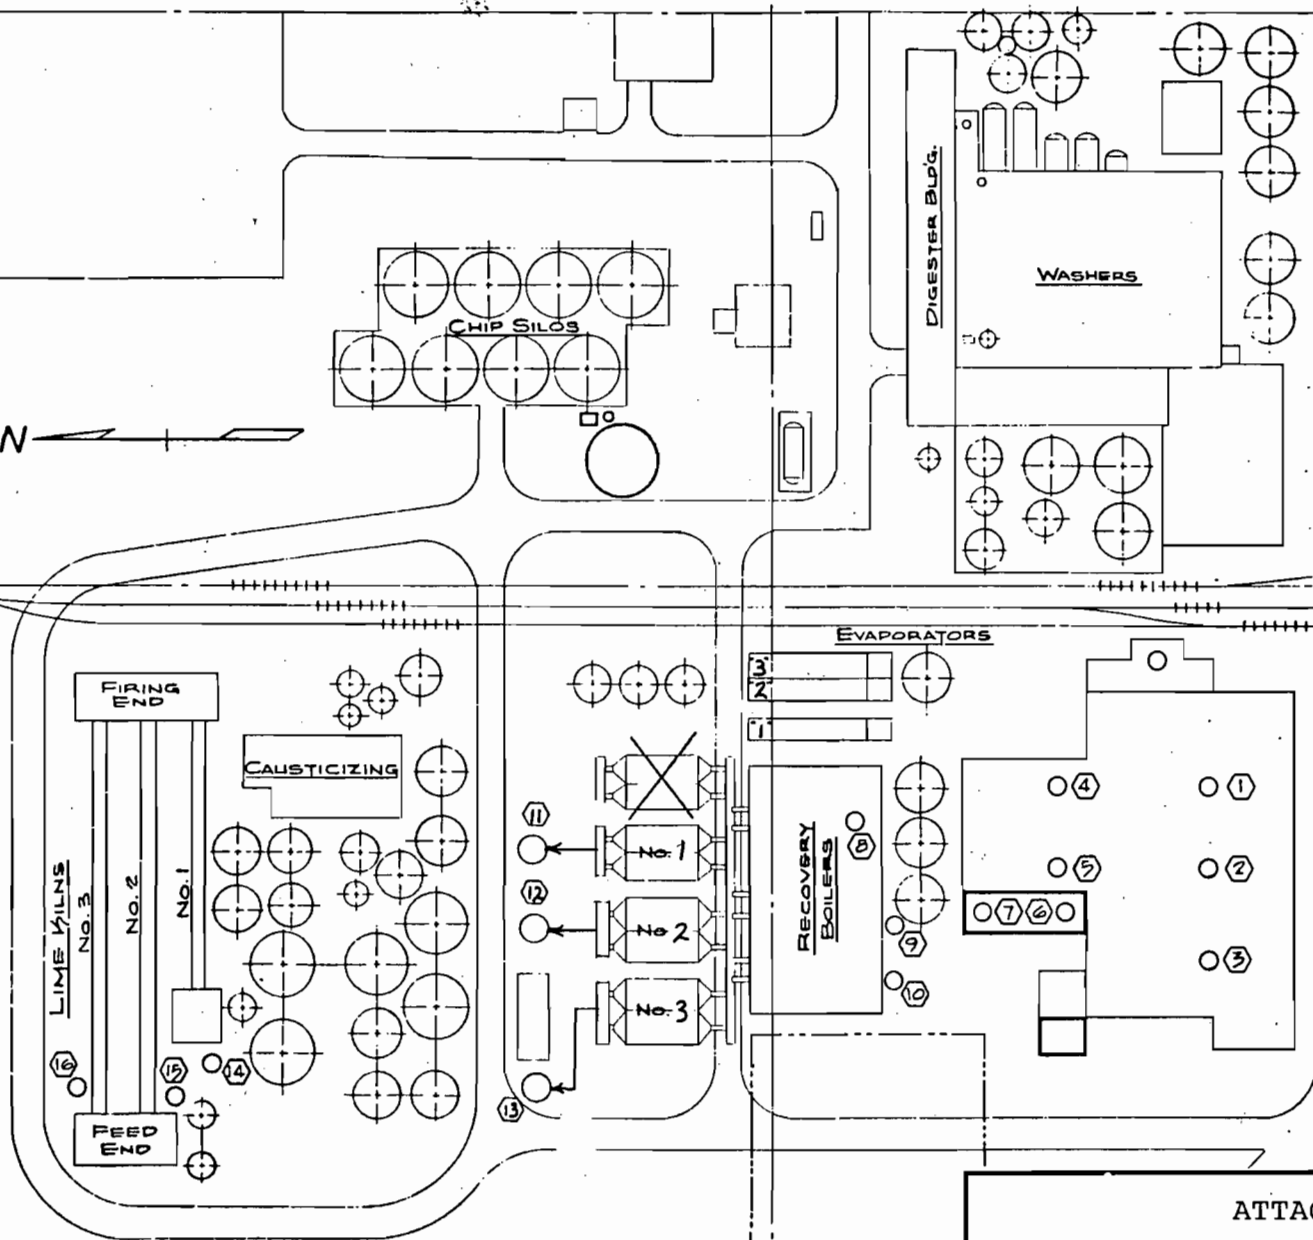 DIGESTER BLD'G.
WASHERS
CHIP SILOS
N
EVAPORATORS
"3"
"2"
"1"
FIRING
END
CAUSTICIZING
LIME KILNS
No. 3
No. 2
No. 1
No. 1
No. 2
No. 3
RECOVERY
BOILERS
11
12
13
8
9
10
4
1
5
2
7
6
3
16
15
14
FEED
END
ATTAC